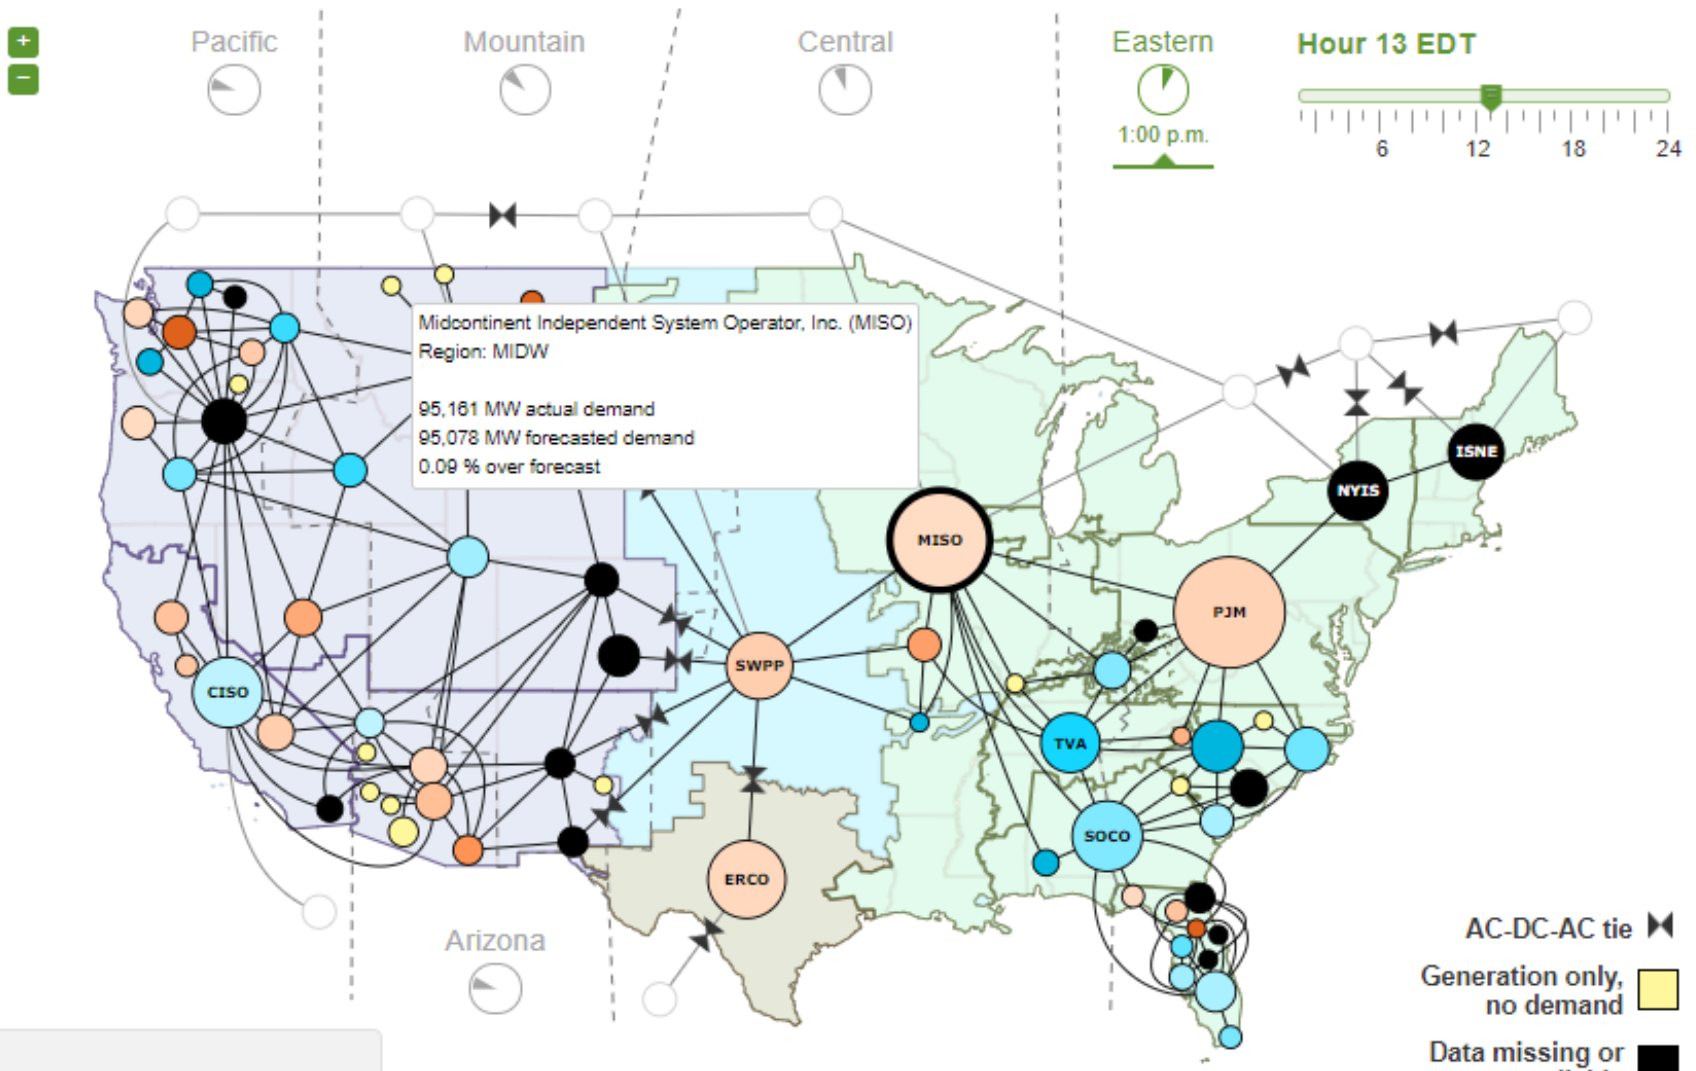 +
−
Pacific
Mountain
Central
Eastern
1:00 p.m.
Hour 13 EDT
6 12 18 24
Midcontinent Independent System Operator, Inc. (MISO)
Region: MIDW
95,161 MW actual demand
95,078 MW forecasted demand
0.09 % over forecast
ISNE
NYIS
MISO
PJM
SWPP
CISO
TVA
SOCO
ERCO
Arizona
AC-DC-AC tie
Generation only,
no demand
Data missing or